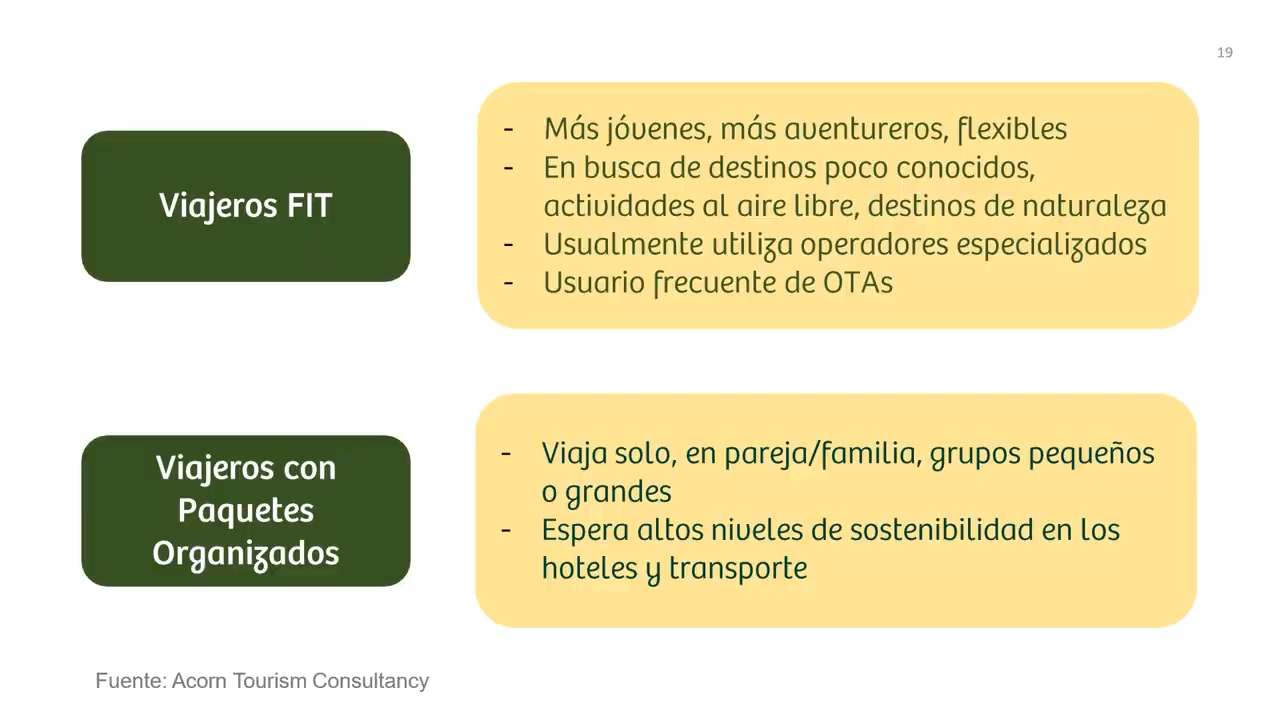 19
Viajeros FIT
- Más jóvenes, más aventureros, flexibles
- En busca de destinos poco conocidos,
actividades al aire libre, destinos de naturaleza
- Usualmente utiliza operadores especializados
- Usuario frecuente de OTAs
Viajeros con
Paquetes
Organizados
- Viaja solo, en pareja/familia, grupos pequeños
o grandes
- Espera altos niveles de sostenibilidad en los
hoteles y transporte
Fuente: Acorn Tourism Consultancy